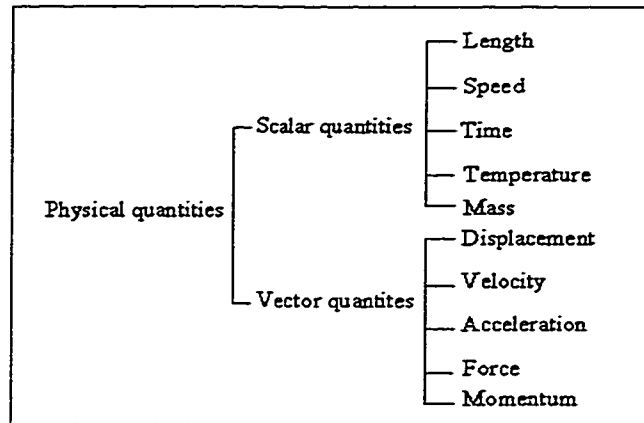 Physical quantities
Scalar quantities
Length
Speed
Time
Temperature
Mass
Vector quantites
Displacement
Velocity
Acceleration
Force
Momentum